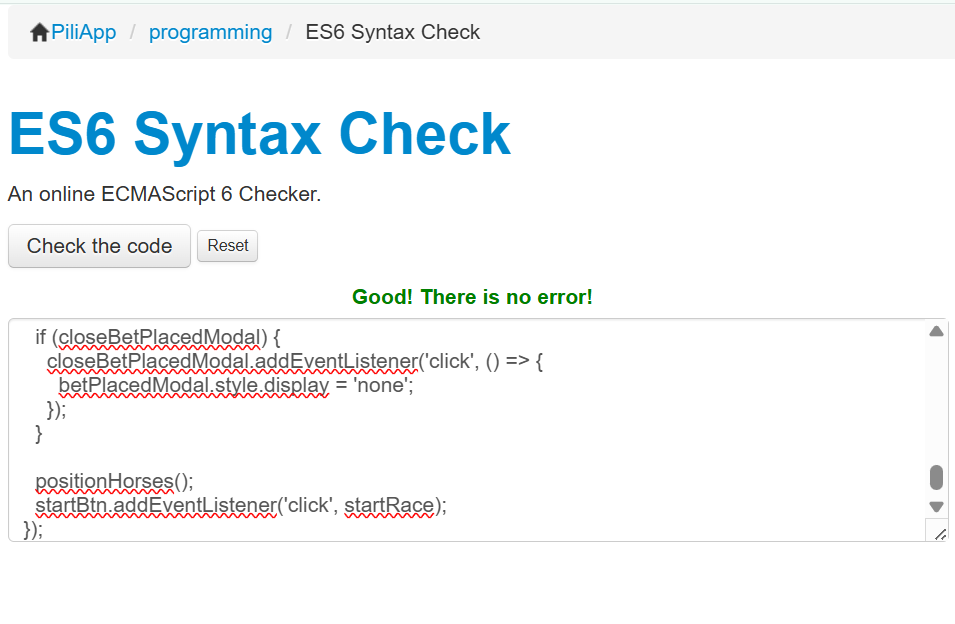 PiliApp / programming / ES6 Syntax Check
ES6 Syntax Check
An online ECMAScript 6 Checker.
Check the code Reset
Good! There is no error!
if (closeBetPlacedModal) {
closeBetPlacedModal.addEventListener('click', () => {
betPlacedModal.style.display = 'none';
});
}
positionHorses();
startBtn.addEventListener('click', startRace);
});